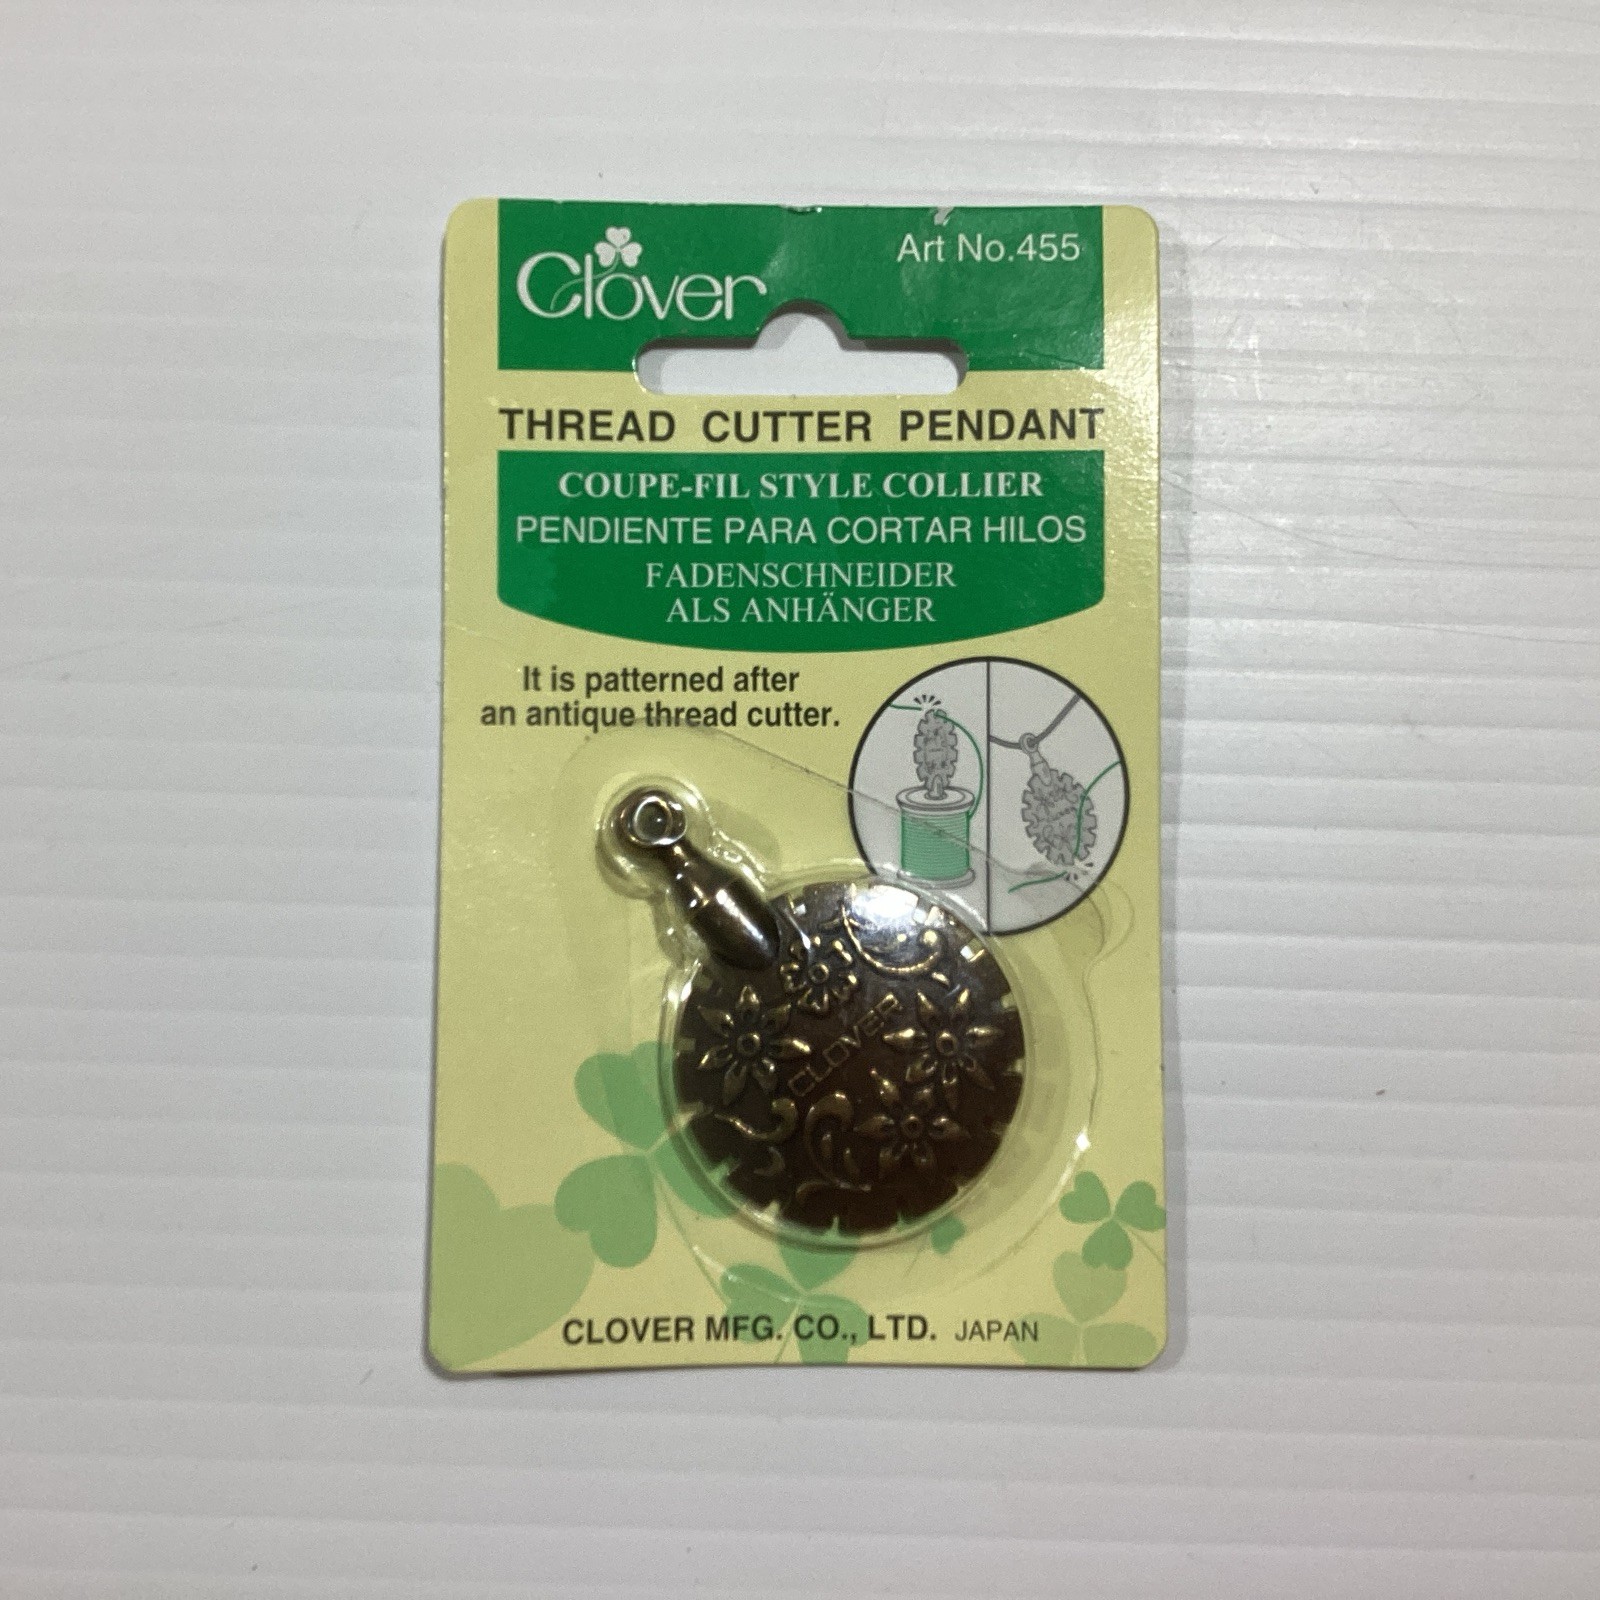 Clover
Art No.455
THREAD CUTTER PENDANT
COUPE-FIL STYLE COLLIER
PENDIENTE PARA CORTAR HILOS
FADENSCHNEIDER
ALS ANHÄNGER
It is patterned after
an antique thread cutter.
CLOVER
CLOVER MFG. CO., LTD. JAPAN